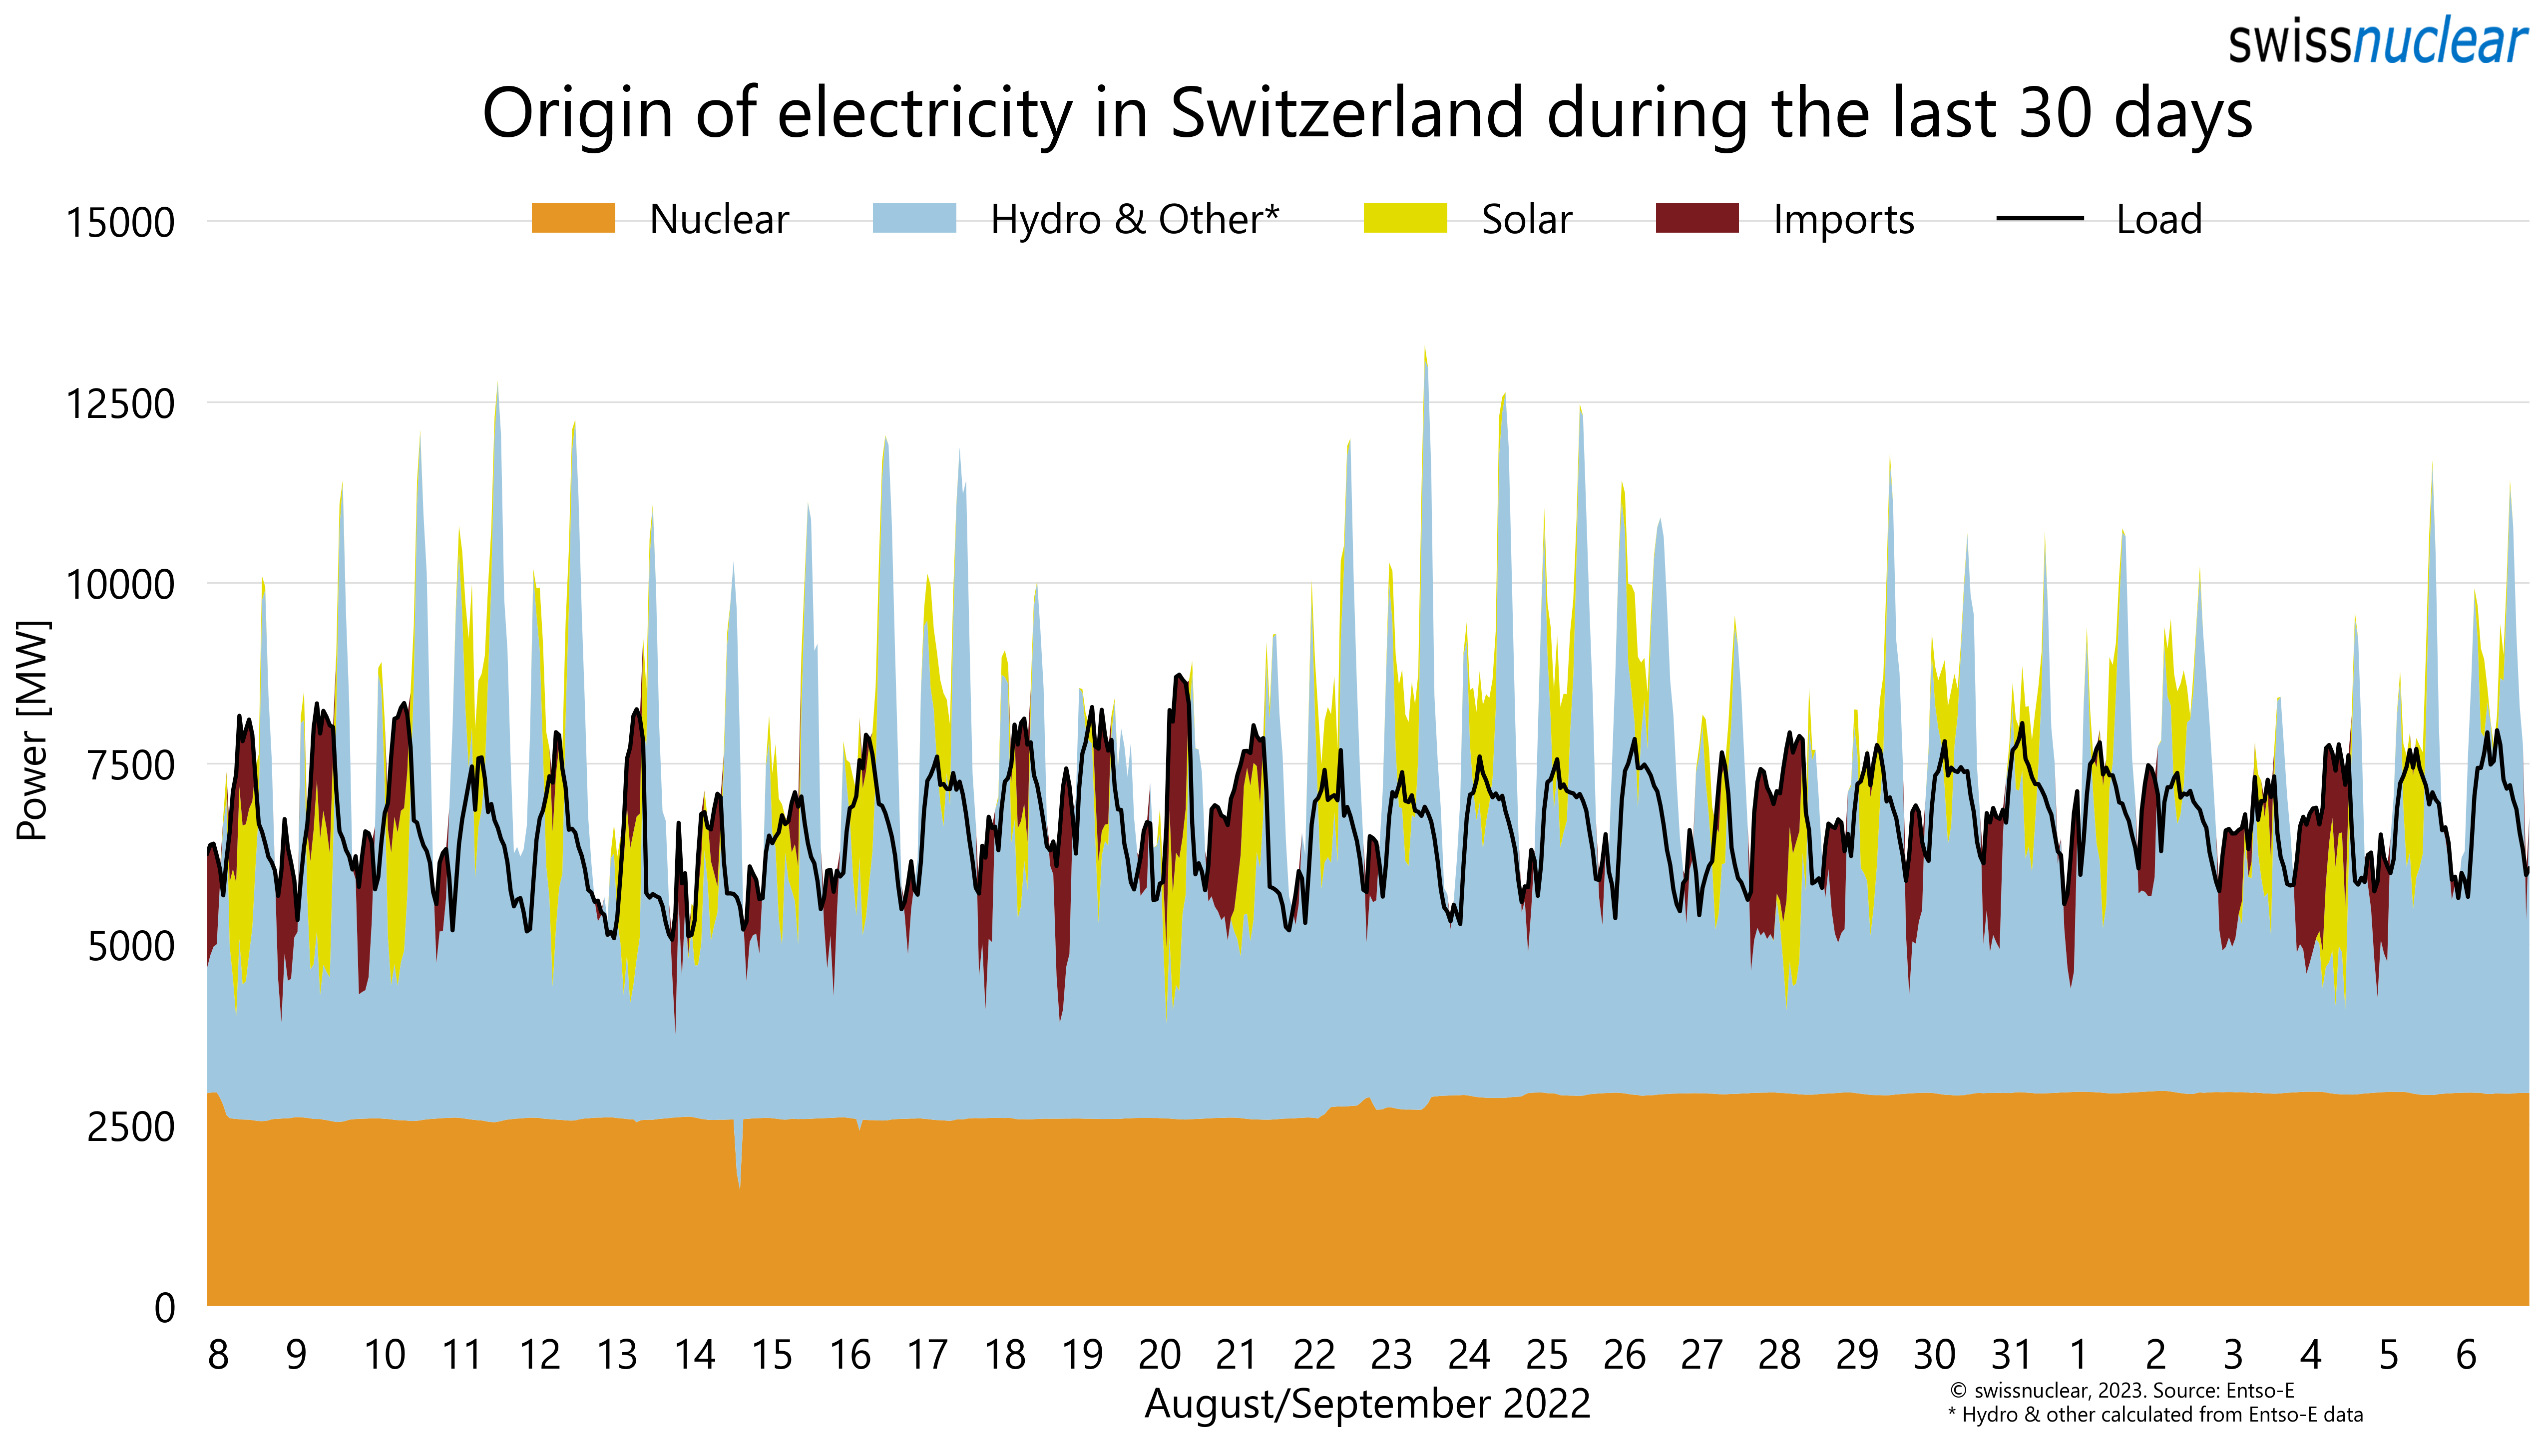 swissnuclear
Origin of electricity in Switzerland during the last 30 days
Nuclear Hydro & Other* Solar Imports Load
15000
12500
10000
7500
5000
2500
0
Power [MW]
8 9 10 11 12 13 14 15 16 17 18 19 20 21 22 23 24 25 26 27 28 29 30 31 1 2 3 4 5 6
August/September 2022
© swissnuclear, 2023. Source: Entso-E
* Hydro & other calculated from Entso-E data